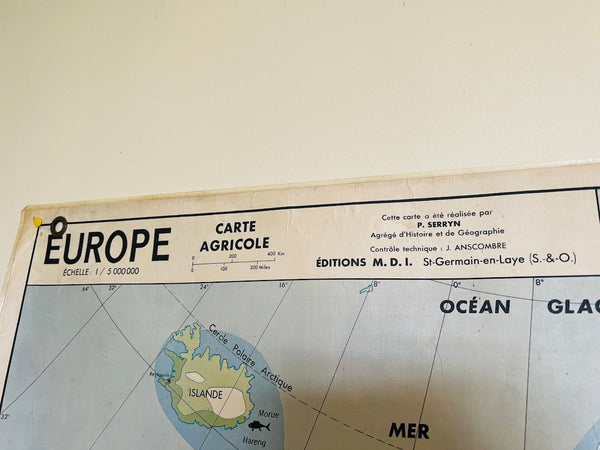 EUROPE
ÉCHELLE: 1 / 5 000 000
CARTE
AGRICOLE
0 200 400 Km
0 100 200 Miles
Cette carte a été réalisée par
P. SERRYN
Agrégé d'Histoire et de Géographie
Contrôle technique : J. ANSCOMBRE
ÉDITIONS M. D. I. St-Germain-en-Laye (S.-&-O.)
64° 32° 24° 16° 8° 0° 8°
OCÉAN GLAC
Cercle Polaire Arctique
Reykjavik
ISLANDE
Morue
Hareng
32°
MER